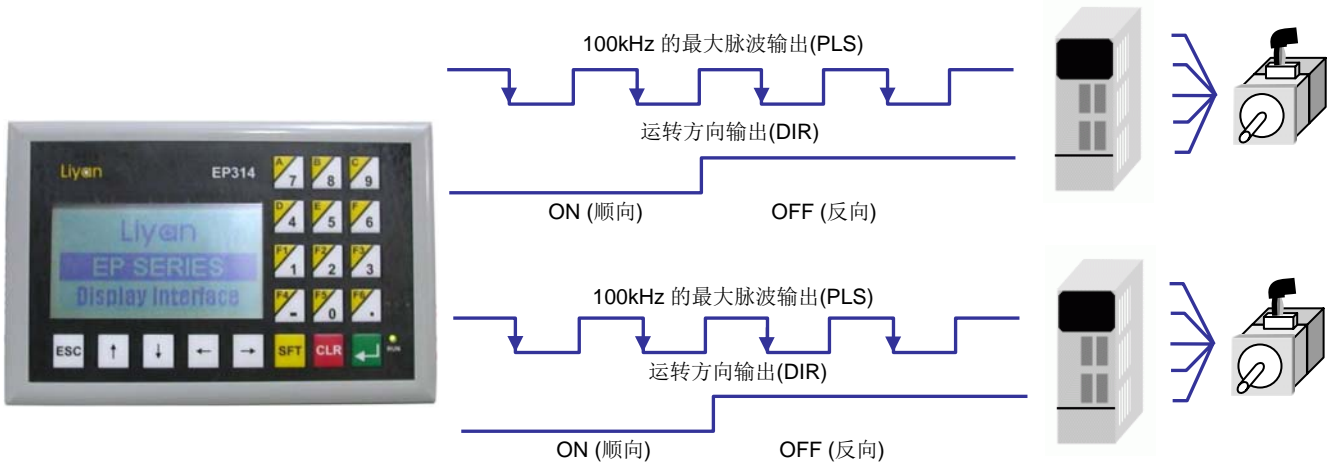 100kHz 的最大脉波输出(PLS)
运转方向输出(DIR)
ON (顺向) OFF (反向)
Liyan EP314
Liyan
EP SERIES
Display Interface
A 7 B 8 C 9
D 4 E 5 F 6
F1 1 F2 2 F3 3
F4 - F5 0 F6 .
ESC ↑ ↓ ← → SFT CLR
RUN
100kHz 的最大脉波输出(PLS)
运转方向输出(DIR)
ON (顺向) OFF (反向)